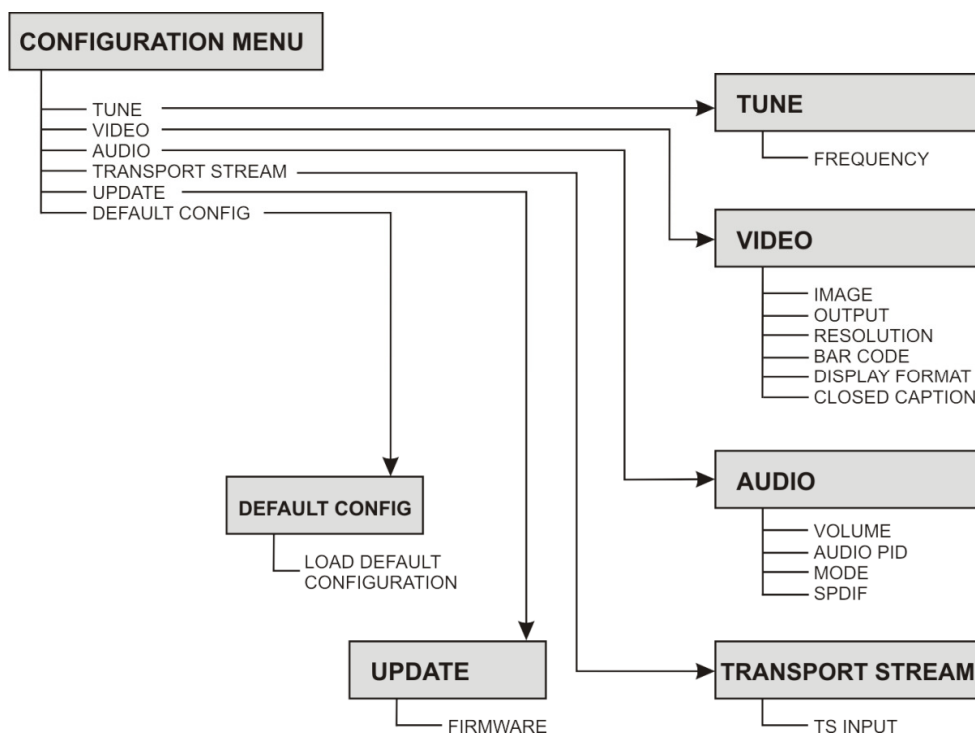 CONFIGURATION MENU
TUNE
VIDEO
AUDIO
TRANSPORT STREAM
UPDATE
DEFAULT CONFIG
TUNE
FREQUENCY
VIDEO
IMAGE
OUTPUT
RESOLUTION
BAR CODE
DISPLAY FORMAT
CLOSED CAPTION
AUDIO
VOLUME
AUDIO PID
MODE
SPDIF
DEFAULT CONFIG
LOAD DEFAULT
CONFIGURATION
UPDATE
FIRMWARE
TRANSPORT STREAM
TS INPUT